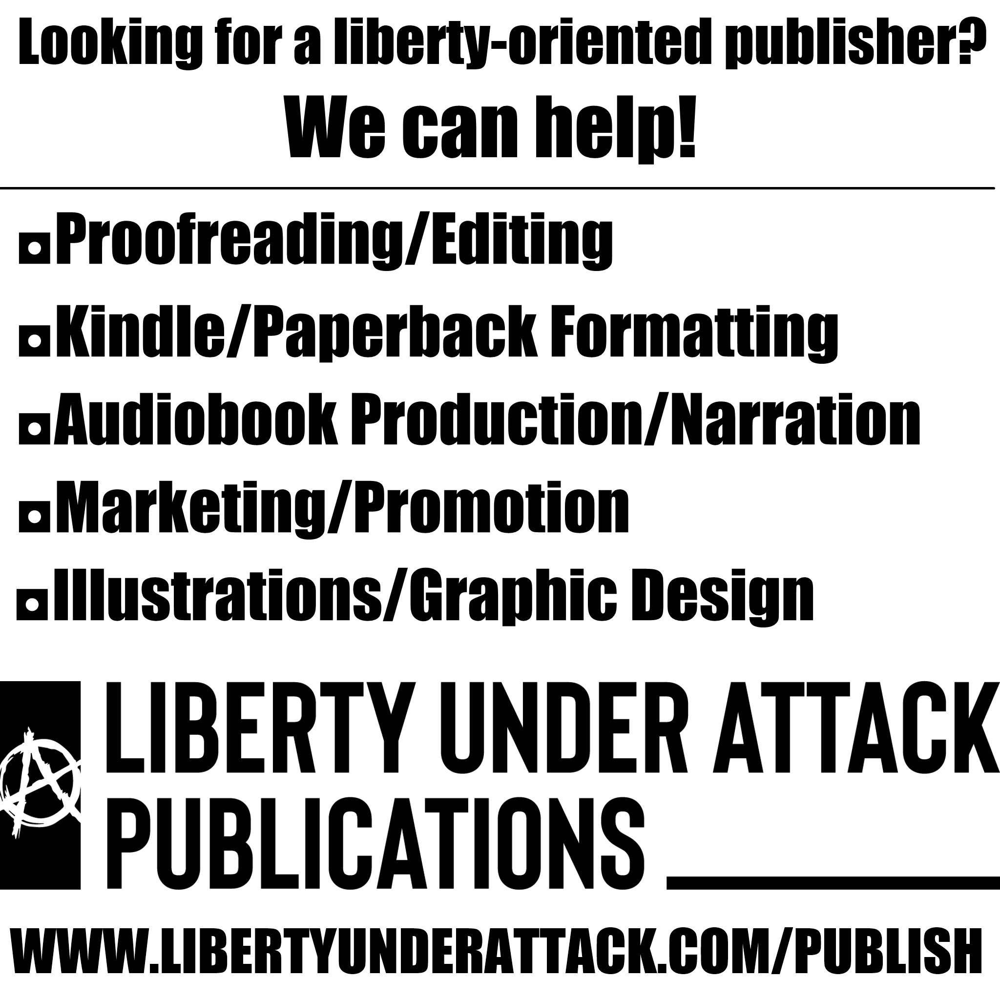 Looking for a liberty-oriented publisher?
We can help!
Proofreading/Editing
Kindle/Paperback Formatting
Audiobook Production/Narration
Marketing/Promotion
Illustrations/Graphic Design
LIBERTY UNDER ATTACK
PUBLICATIONS
WWW.LIBERTYUNDERATTACK.COM/PUBLISH